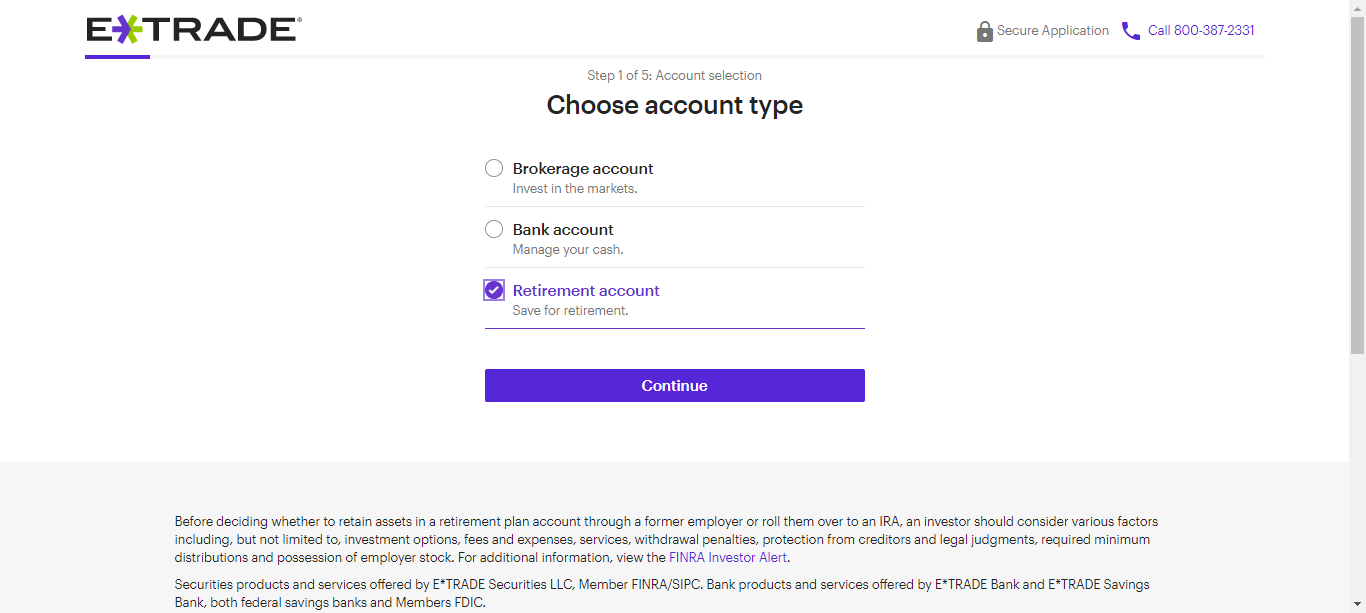 E*TRADE®
Secure Application
Call 800-387-2331
Step 1 of 5: Account selection
Choose account type
Brokerage account
Invest in the markets.
Bank account
Manage your cash.
Retirement account
Save for retirement.
Continue
Before deciding whether to retain assets in a retirement plan account through a former employer or roll them over to an IRA, an investor should consider various factors
including, but not limited to, investment options, fees and expenses, services, withdrawal penalties, protection from creditors and legal judgments, required minimum
distributions and possession of employer stock. For additional information, view the FINRA Investor Alert.
Securities products and services offered by E*TRADE Securities LLC, Member FINRA/SIPC. Bank products and services offered by E*TRADE Bank and E*TRADE Savings
Bank, both federal savings banks and Members FDIC.